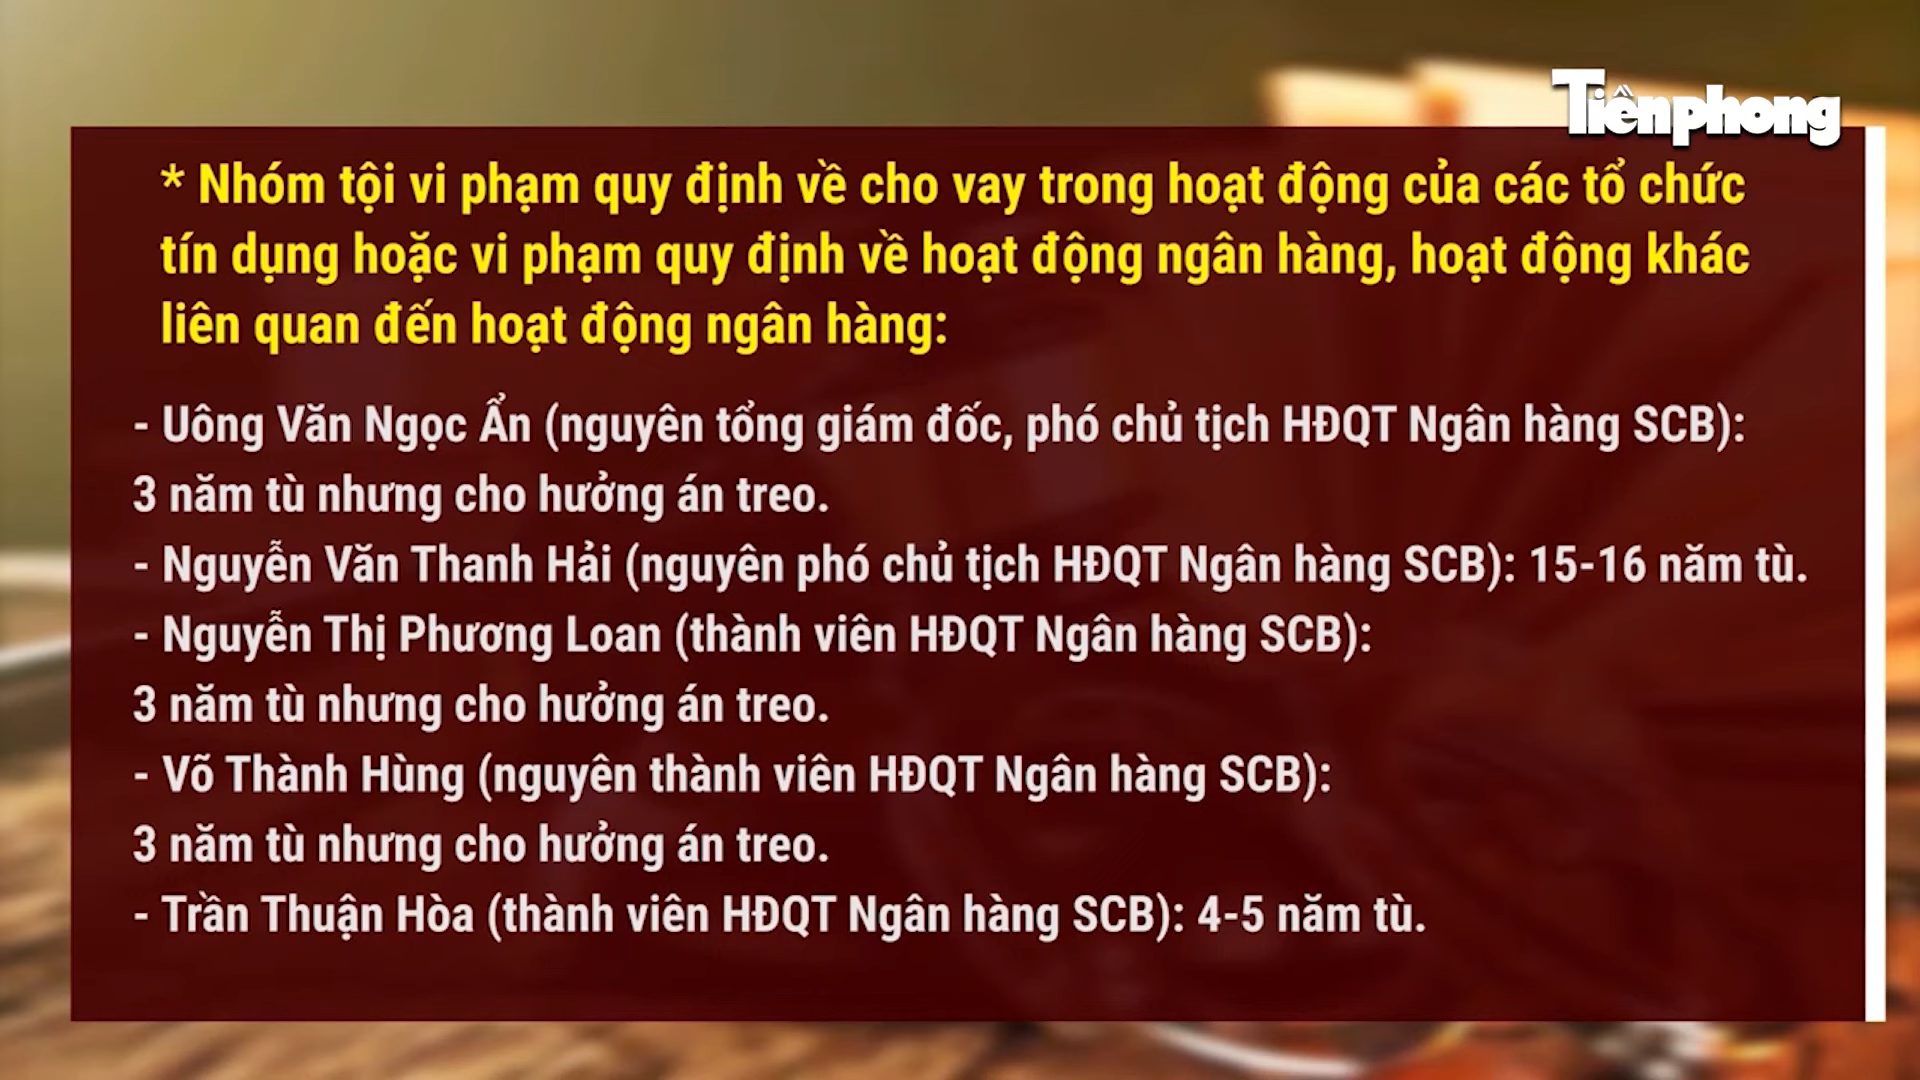 Tiềnphong
* Nhóm tội vi phạm quy định về cho vay trong hoạt động của các tổ chức
tín dụng hoặc vi phạm quy định về hoạt động ngân hàng, hoạt động khác
liên quan đến hoạt động ngân hàng:
- Uông Văn Ngọc Ẩn (nguyên tổng giám đốc, phó chủ tịch HĐQT Ngân hàng SCB):
3 năm tù nhưng cho hưởng án treo.
- Nguyễn Văn Thanh Hải (nguyên phó chủ tịch HĐQT Ngân hàng SCB): 15-16 năm tù.
- Nguyễn Thị Phương Loan (thành viên HĐQT Ngân hàng SCB):
3 năm tù nhưng cho hưởng án treo.
- Võ Thành Hùng (nguyên thành viên HĐQT Ngân hàng SCB):
3 năm tù nhưng cho hưởng án treo.
- Trần Thuận Hòa (thành viên HĐQT Ngân hàng SCB): 4-5 năm tù.